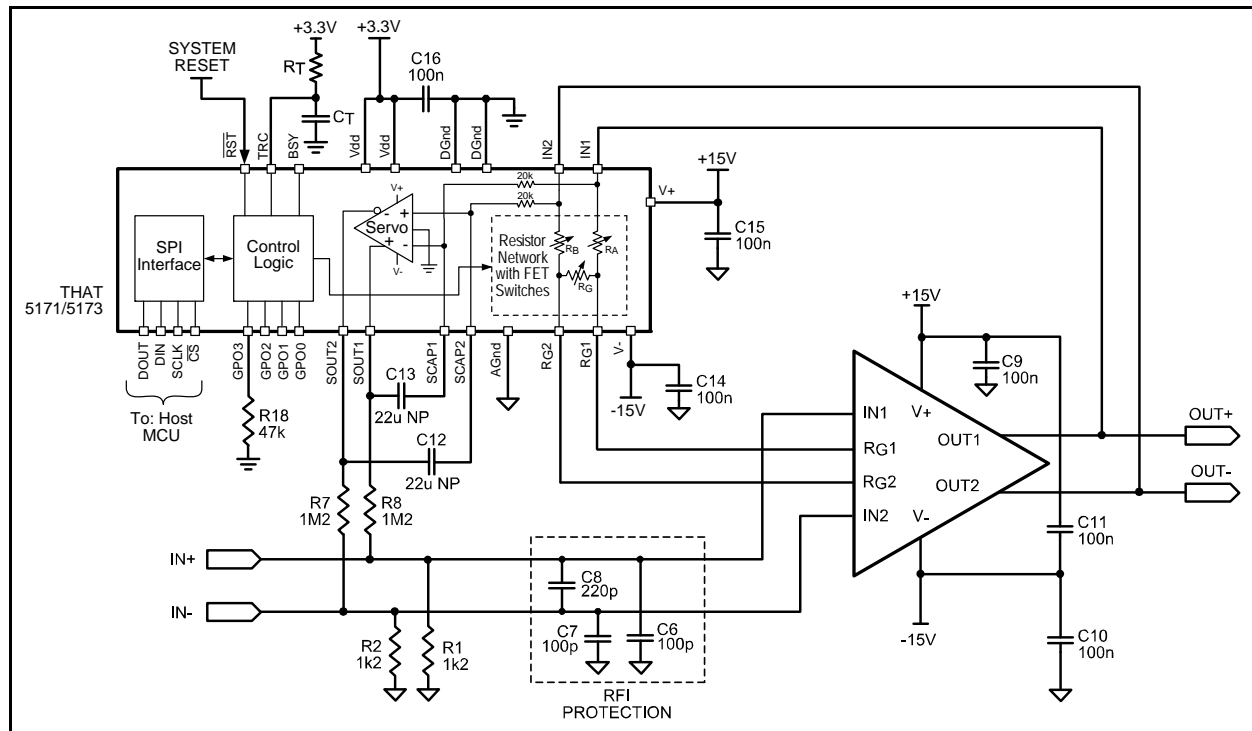 +3.3V
+3.3V
SYSTEM
RESET
RT
C16
100n
CT
RST
TRC
BSY
Vdd
Vdd
DGnd
DGnd
IN2
IN1
+15V
V+
C15
100n
20k
20k
V+
-
+
Servo
+
-
V-
SPI
Interface
Control
Logic
Resistor
Network
with FET
Switches
RB
RA
RG
THAT
5171/5173
DOUT
DIN
SCLK
CS
GPO3
GPO2
GPO1
GPO0
SOUT2
SOUT1
SCAP1
SCAP2
AGnd
RG2
RG1
V-
To: Host
MCU
R18
47k
C13
22u NP
C12
22u NP
C14
100n
-15V
+15V
C9
100n
IN1
RG1
RG2
IN2
V+
OUT1
OUT2
V-
OUT+
OUT-
R7
1M2
R8
1M2
C11
100n
IN+
IN-
C8
220p
C7
100p
C6
100p
R2
1k2
R1
1k2
-15V
C10
100n
RFI
PROTECTION